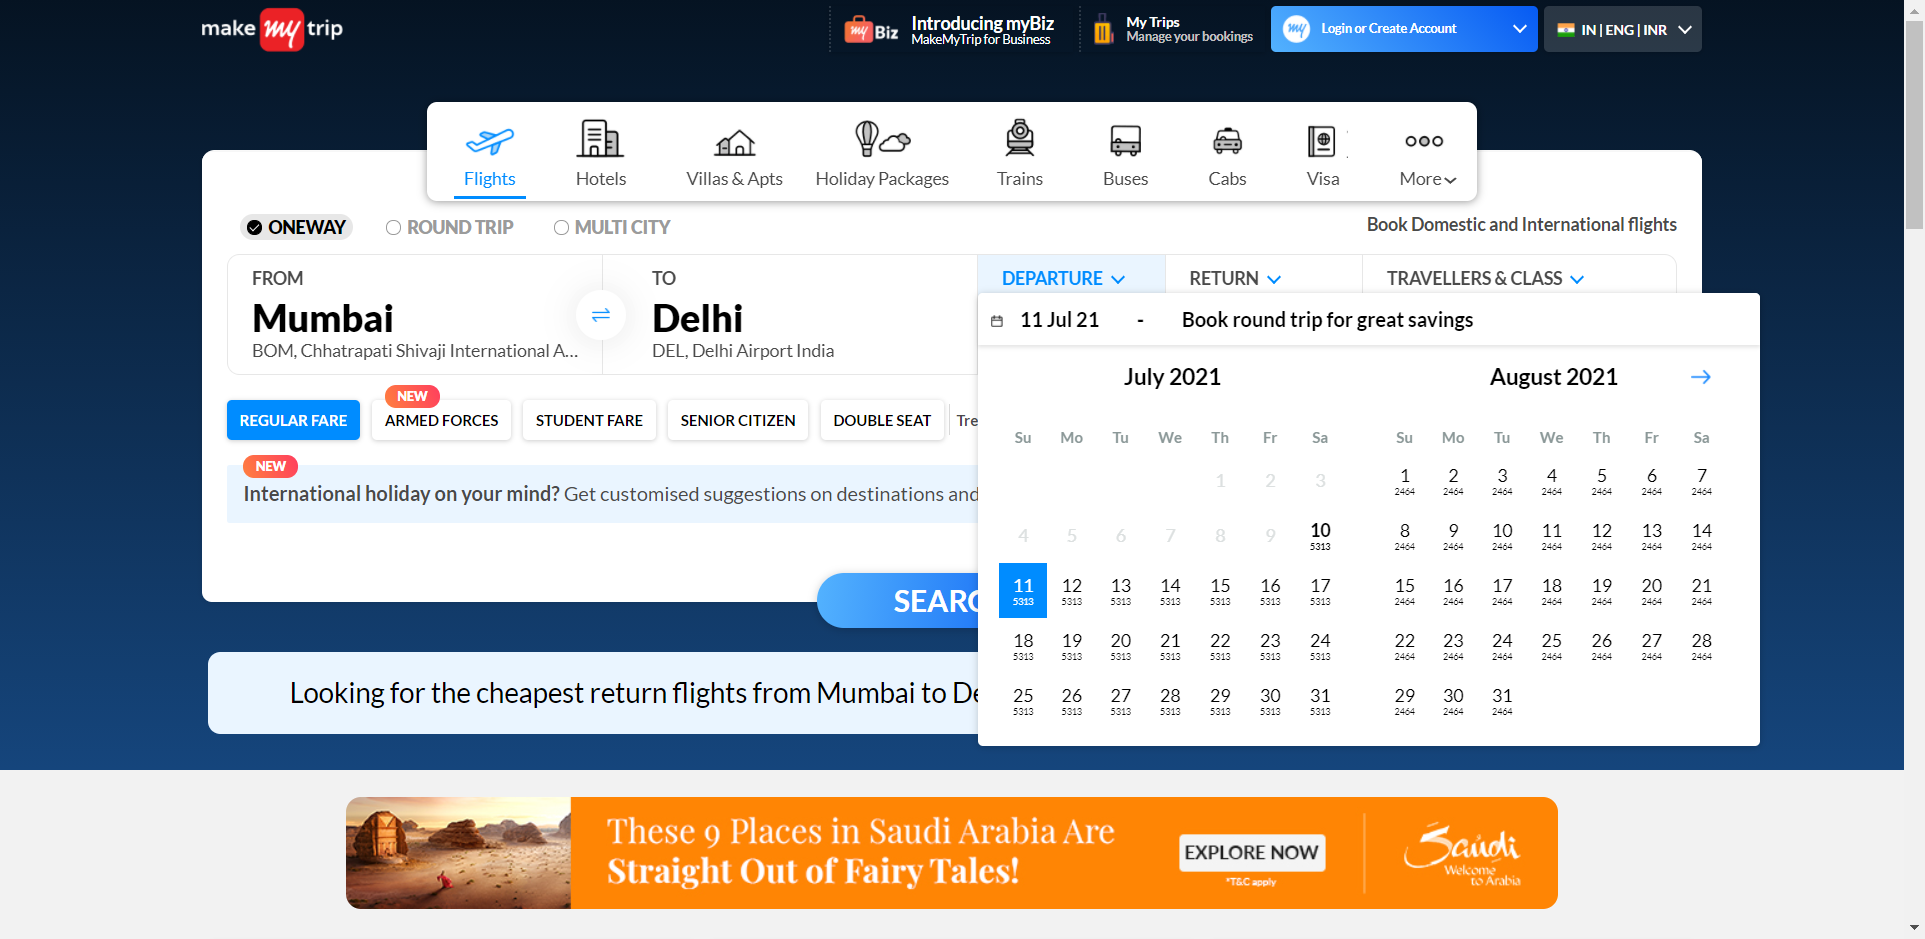 make my trip
my Biz
Introducing myBiz
MakeMyTrip for Business
My Trips
Manage your bookings
my
Login or Create Account
IN | ENG | INR
Flights
Hotels
Villas & Apts
Holiday Packages
Trains
Buses
Cabs
Visa
More
ONEWAY
ROUND TRIP
MULTI CITY
Book Domestic and International flights
FROM
Mumbai
BOM, Chhatrapati Shivaji International A...
TO
Delhi
DEL, Delhi Airport India
DEPARTURE
RETURN
TRAVELLERS & CLASS
11 Jul 21 - Book round trip for great savings
NEW
REGULAR FARE
ARMED FORCES
STUDENT FARE
SENIOR CITIZEN
DOUBLE SEAT
Tre
NEW
International holiday on your mind? Get customised suggestions on destinations and
SEARC
Looking for the cheapest return flights from Mumbai to De
July 2021
Su Mo Tu We Th Fr Sa
1 2 3
4 5 6 7 8 9 10
5313
11 12 13 14 15 16 17
5313 5313 5313 5313 5313 5313 5313
18 19 20 21 22 23 24
5313 5313 5313 5313 5313 5313 5313
25 26 27 28 29 30 31
5313 5313 5313 5313 5313 5313 5313
August 2021
Su Mo Tu We Th Fr Sa
1 2 3 4 5 6 7
2464 2464 2464 2464 2464 2464 2464
8 9 10 11 12 13 14
2464 2464 2464 2464 2464 2464 2464
15 16 17 18 19 20 21
2464 2464 2464 2464 2464 2464 2464
22 23 24 25 26 27 28
2464 2464 2464 2464 2464 2464 2464
29 30 31
2464 2464 2464
These 9 Places in Saudi Arabia Are
Straight Out of Fairy Tales!
EXPLORE NOW
*T&C apply
Saudi
Welcome
to Arabia